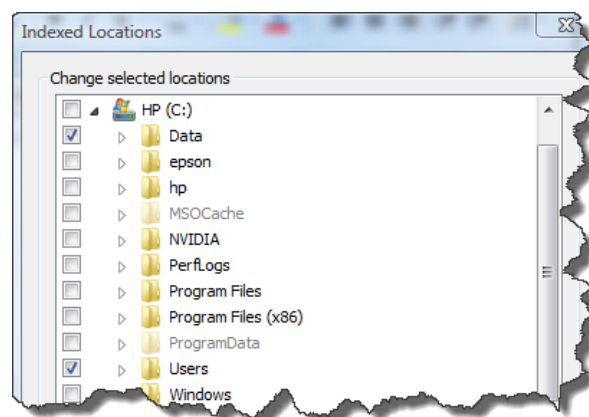 Indexed Locations
Change selected locations
HP (C:)
Data
epson
hp
MSOCache
NVIDIA
PerfLogs
Program Files
Program Files (x86)
ProgramData
Users
Windows